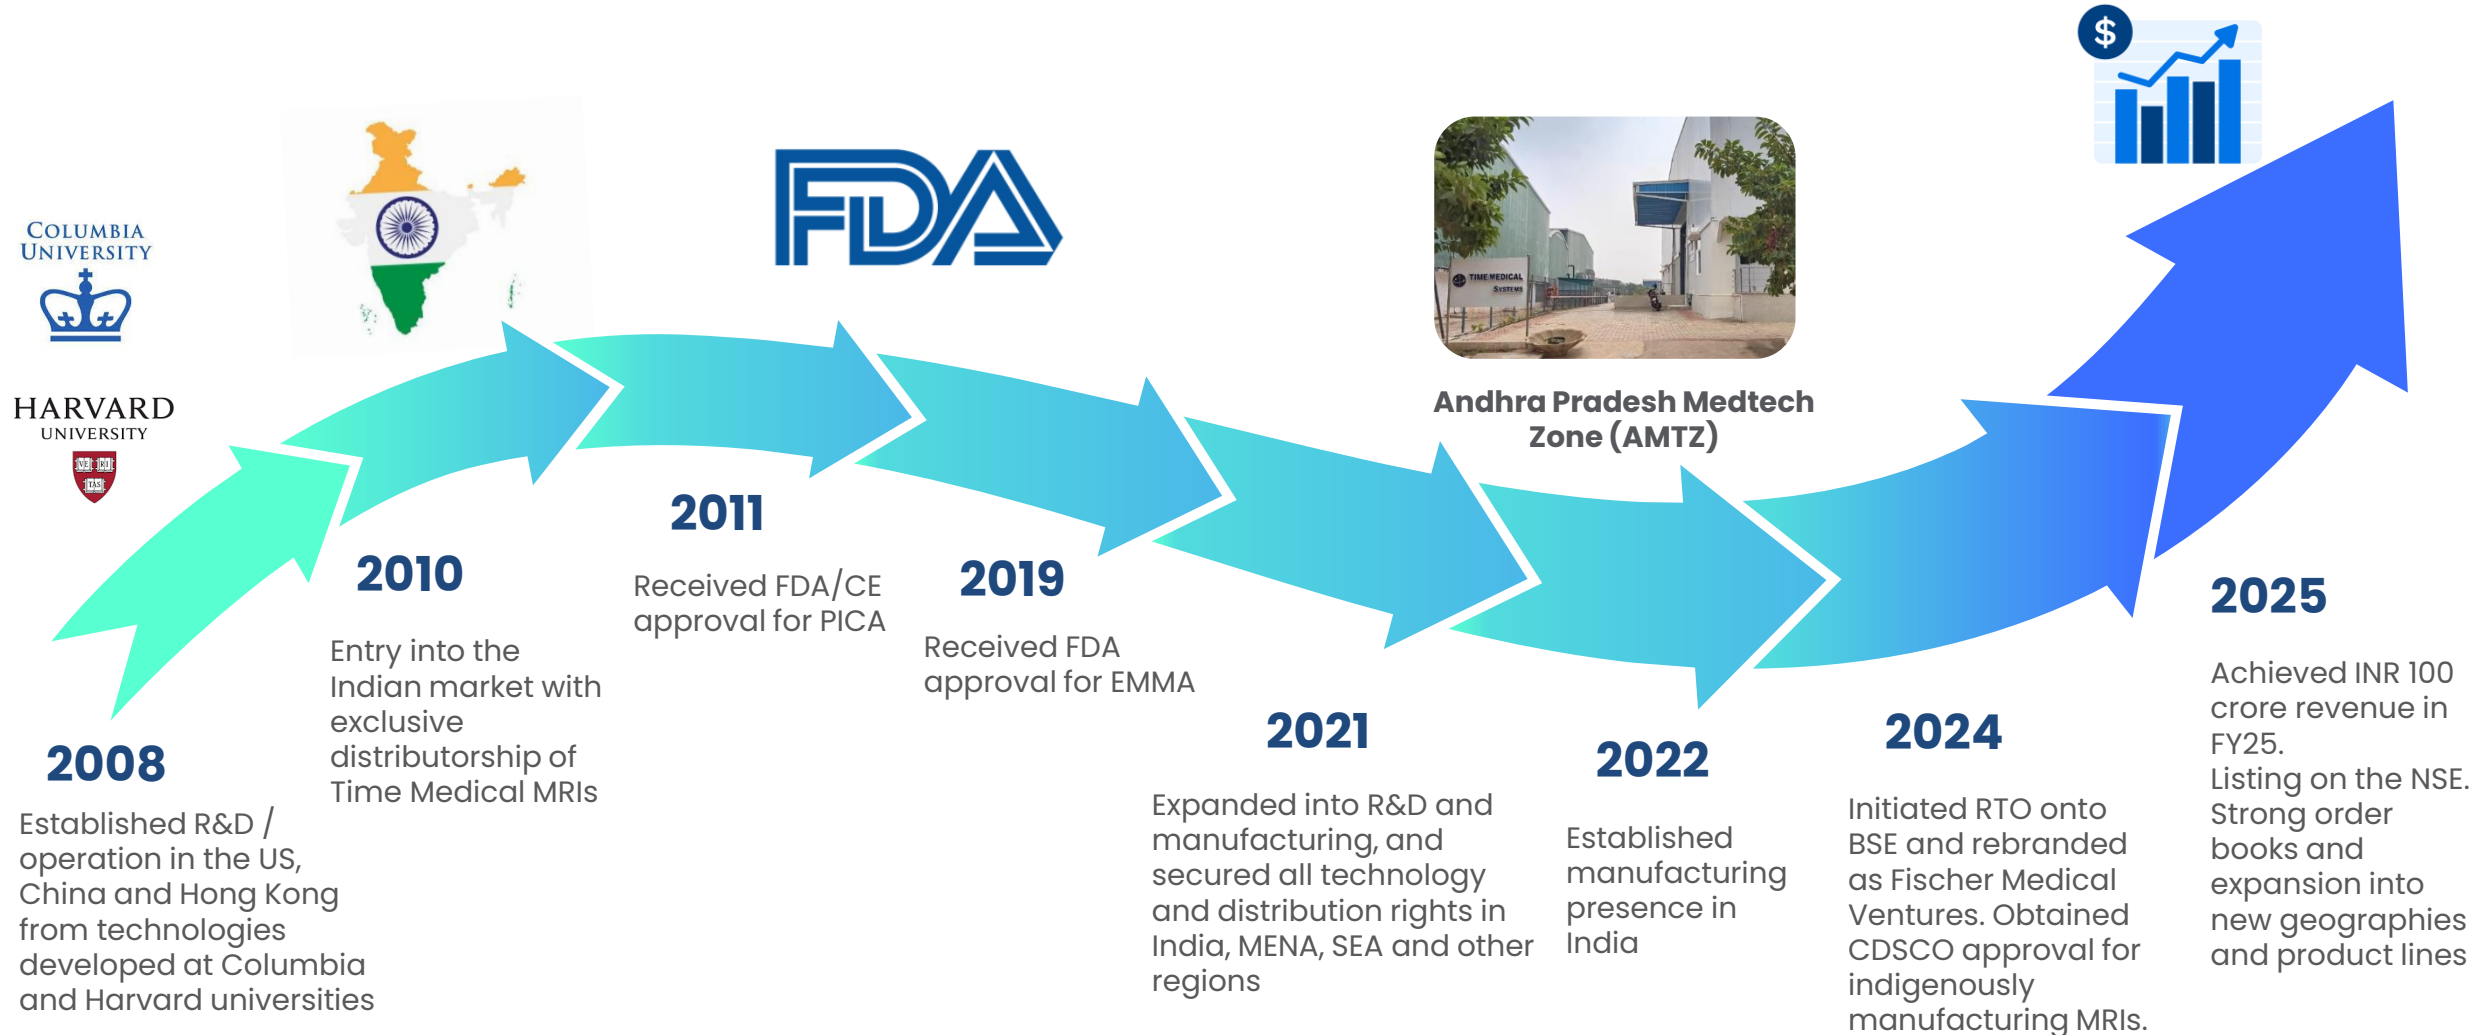 COLUMBIA
UNIVERSITY
HARVARD
UNIVERSITY
VE RI
TAS
FDA
$
TIME MEDICAL
SYSTEMS
Andhra Pradesh Medtech
Zone (AMTZ)
2008
Established R&D /
operation in the US,
China and Hong Kong
from technologies
developed at Columbia
and Harvard universities
2010
Entry into the
Indian market with
exclusive
distributorship of
Time Medical MRIs
2011
Received FDA/CE
approval for PICA
2019
Received FDA
approval for EMMA
2021
Expanded into R&D and
manufacturing, and
secured all technology
and distribution rights in
India, MENA, SEA and other
regions
2022
Established
manufacturing
presence in
India
2024
Initiated RTO onto
BSE and rebranded
as Fischer Medical
Ventures. Obtained
CDSCO approval for
indigenously
manufacturing MRIs.
2025
Achieved INR 100
crore revenue in
FY25.
Listing on the NSE.
Strong order
books and
expansion into
new geographies
and product lines